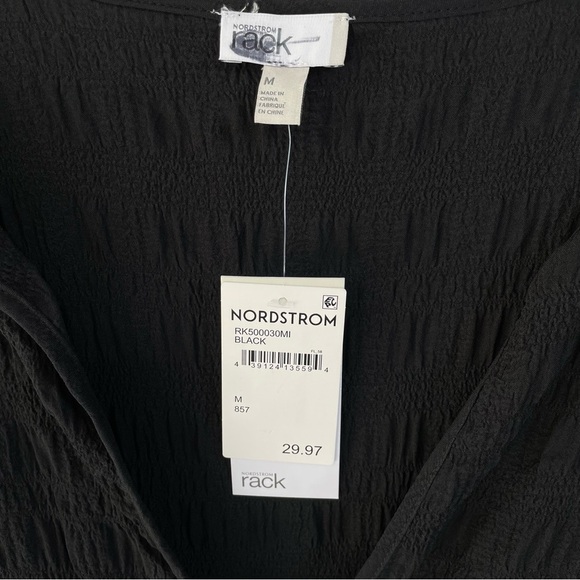 NORDSTROM
rack
M
MADE IN
CHINA
FABRIQUÉ
EN CHINE
NORDSTROM
RK500030MI
BLACK
4 39124 13559 4
M
857
29.97
NORDSTROM
rack